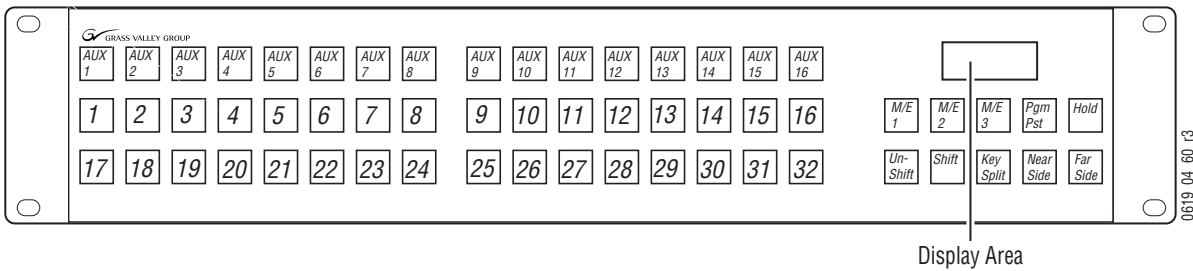 GRASS VALLEY GROUP
AUX 1 AUX 2 AUX 3 AUX 4 AUX 5 AUX 6 AUX 7 AUX 8 AUX 9 AUX 10 AUX 11 AUX 12 AUX 13 AUX 14 AUX 15 AUX 16
1 2 3 4 5 6 7 8 9 10 11 12 13 14 15 16 M/E 1 M/E 2 M/E 3 Pgm Pst Hold
17 18 19 20 21 22 23 24 25 26 27 28 29 30 31 32 Un-Shift Shift Key Split Near Side Far Side
0619_04_60_r3
Display Area